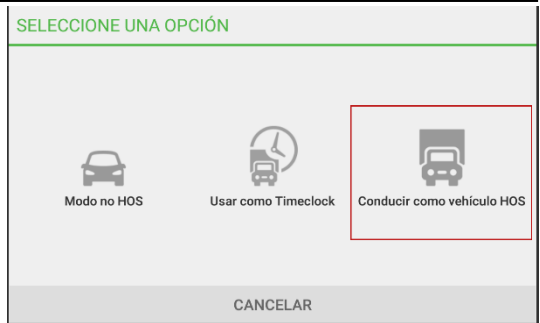 SELECCIONE UNA OPCIÓN
Modo no HOS
Usar como Timeclock
Conducir como vehículo HOS
CANCELAR